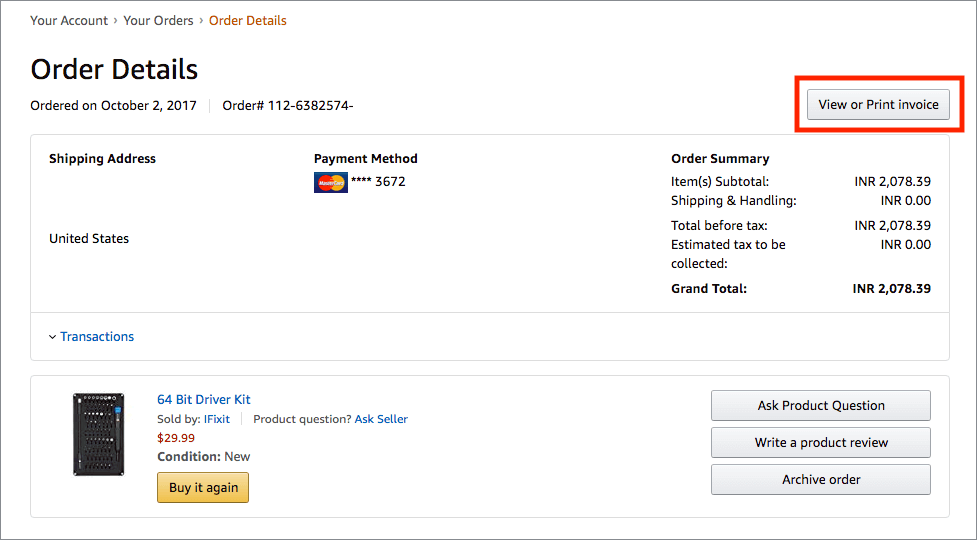 Your Account › Your Orders › Order Details
Order Details
Ordered on October 2, 2017 Order# 112-6382574-
View or Print invoice
Shipping Address
United States
Payment Method
MasterCard **** 3672
Order Summary
Item(s) Subtotal: INR 2,078.39
Shipping & Handling: INR 0.00
Total before tax: INR 2,078.39
Estimated tax to be INR 0.00
collected:
Grand Total: INR 2,078.39
Transactions
64 Bit Driver Kit
Sold by: IFixit Product question? Ask Seller
$29.99
Condition: New
Buy it again
Ask Product Question
Write a product review
Archive order